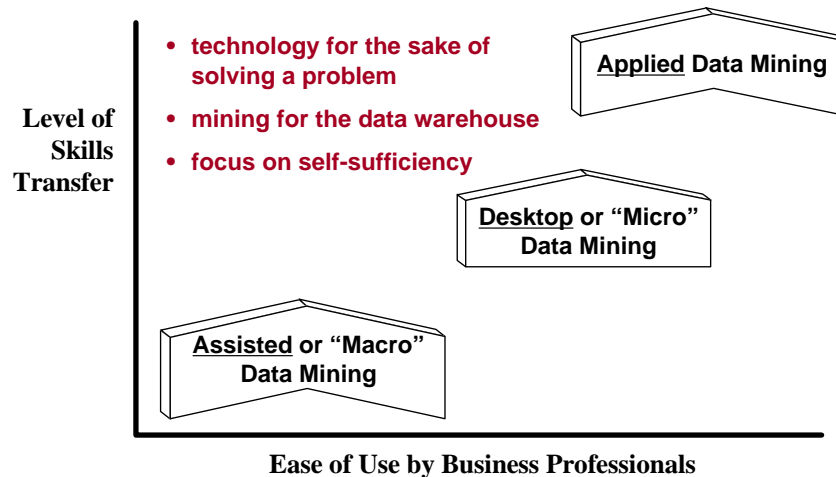 • technology for the sake of
solving a problem
• mining for the data warehouse
• focus on self-sufficiency
Applied Data Mining
Level of
Skills
Transfer
Desktop or “Micro”
Data Mining
Assisted or “Macro”
Data Mining
Ease of Use by Business Professionals